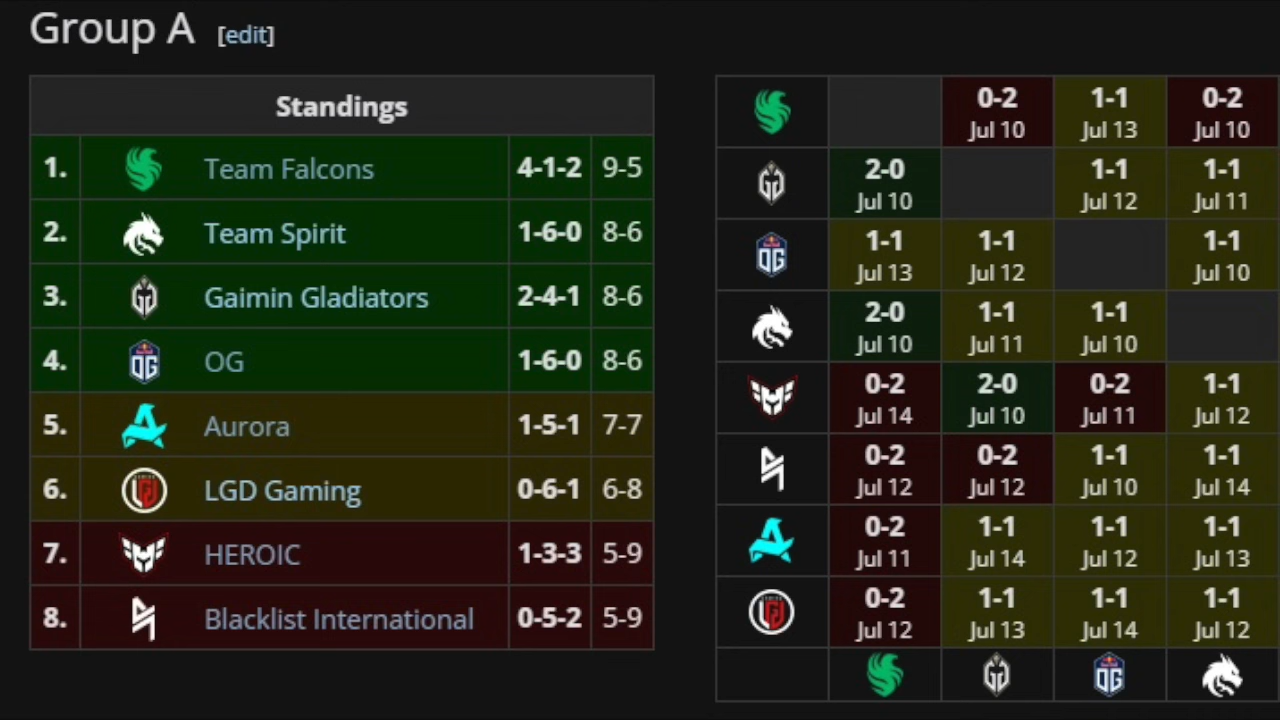 Group A [edit]
Standings
1. Team Falcons 4-1-2 9-5
2. Team Spirit 1-6-0 8-6
3. Gaimin Gladiators 2-4-1 8-6
4. OG 1-6-0 8-6
5. Aurora 1-5-1 7-7
6. LGD Gaming 0-6-1 6-8
7. HEROIC 1-3-3 5-9
8. Blacklist International 0-5-2 5-9
0-2 1-1 0-2
Jul 10 Jul 13 Jul 10
2-0 1-1 1-1
Jul 10 Jul 12 Jul 11
1-1 1-1 1-1
Jul 13 Jul 12 Jul 10
2-0 1-1 1-1
Jul 10 Jul 11 Jul 10
0-2 2-0 0-2 1-1
Jul 14 Jul 10 Jul 11 Jul 12
0-2 0-2 1-1 1-1
Jul 12 Jul 12 Jul 10 Jul 14
0-2 1-1 1-1 1-1
Jul 11 Jul 14 Jul 12 Jul 13
0-2 1-1 1-1 1-1
Jul 12 Jul 13 Jul 14 Jul 12